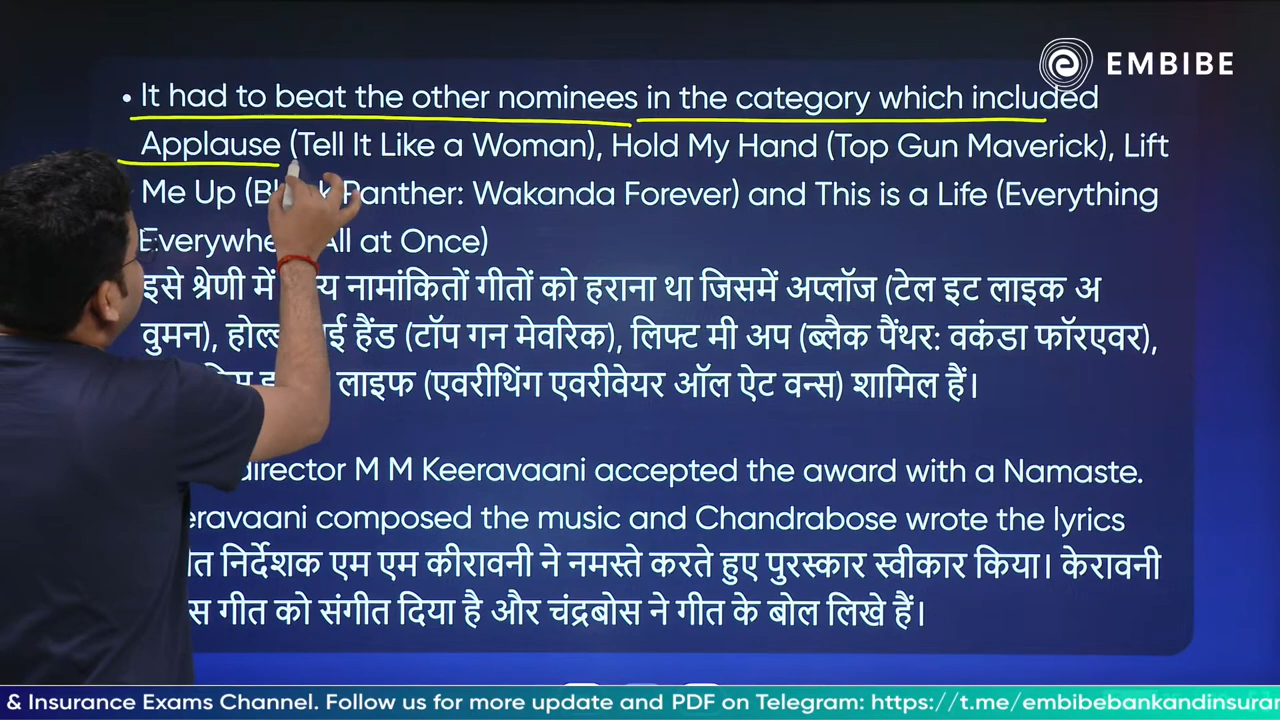 EMBIBE
• It had to beat the other nominees in the category which included
Applause (Tell It Like a Woman), Hold My Hand (Top Gun Maverick), Lift
Me Up (Panther: Wakanda Forever) and This is a Life (Everything
All at Once)
इसे श्रेणी में नामांकितों गीतों को हराना था जिसमें अप्लॉज (टेल इट लाइक अ
वुमन), हैंड (टॉप गन मेवरिक), लिफ्ट मी अप (ब्लैक पैंथर: वकंडा फॉरएवर),
लाइफ (एवरीथिंग एवरीवेयर ऑल ऐट वन्स) शामिल हैं।
director M M Keeravaani accepted the award with a Namaste.
composed the music and Chandrabose wrote the lyrics
निर्देशक एम एम कीरावनी ने नमस्ते करते हुए पुरस्कार स्वीकार किया। केरावनी
गीत को संगीत दिया है और चंद्रबोस ने गीत के बोल लिखे हैं।
& Insurance Exams Channel. Follow us for more update and PDF on Telegram: https://t.me/embibebankandinsuran